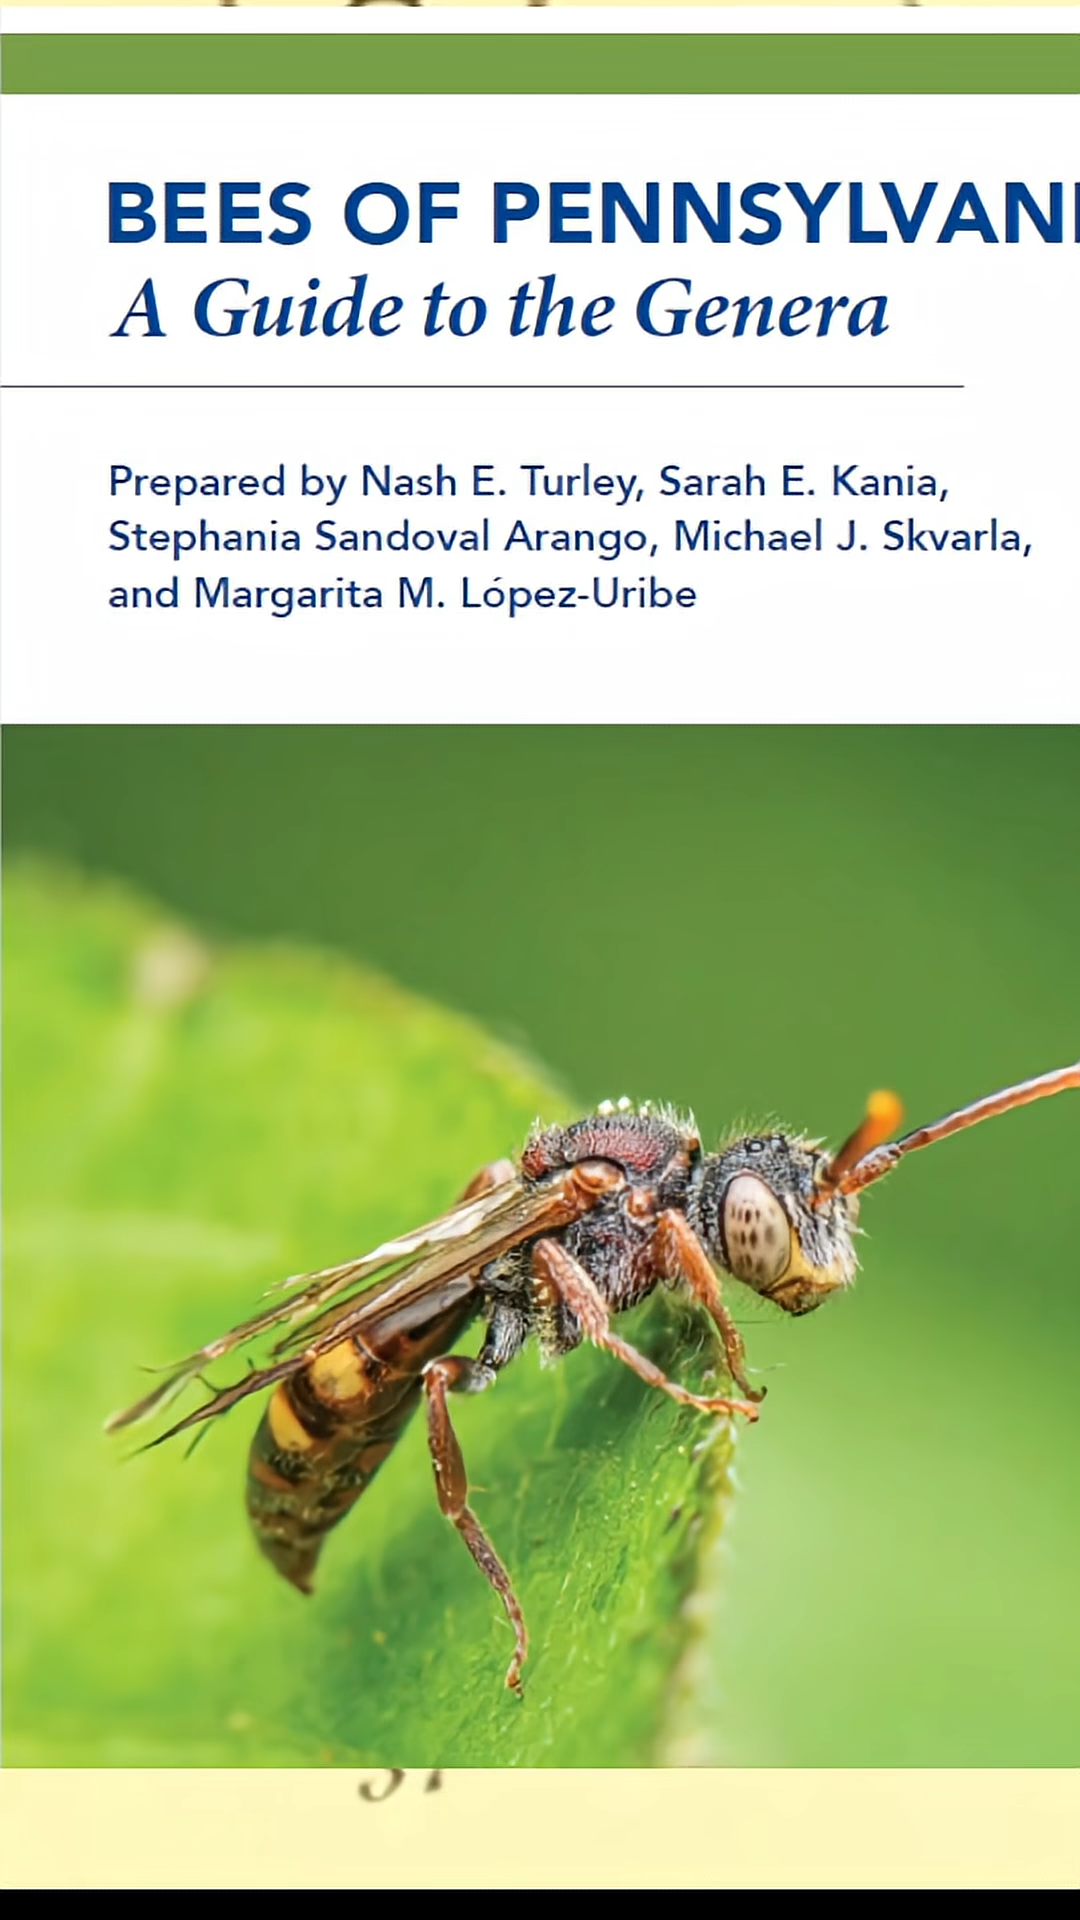 BEES OF PENNSYLVANI
A Guide to the Genera
Prepared by Nash E. Turley, Sarah E. Kania,
Stephania Sandoval Arango, Michael J. Skvarla,
and Margarita M. López-Uribe